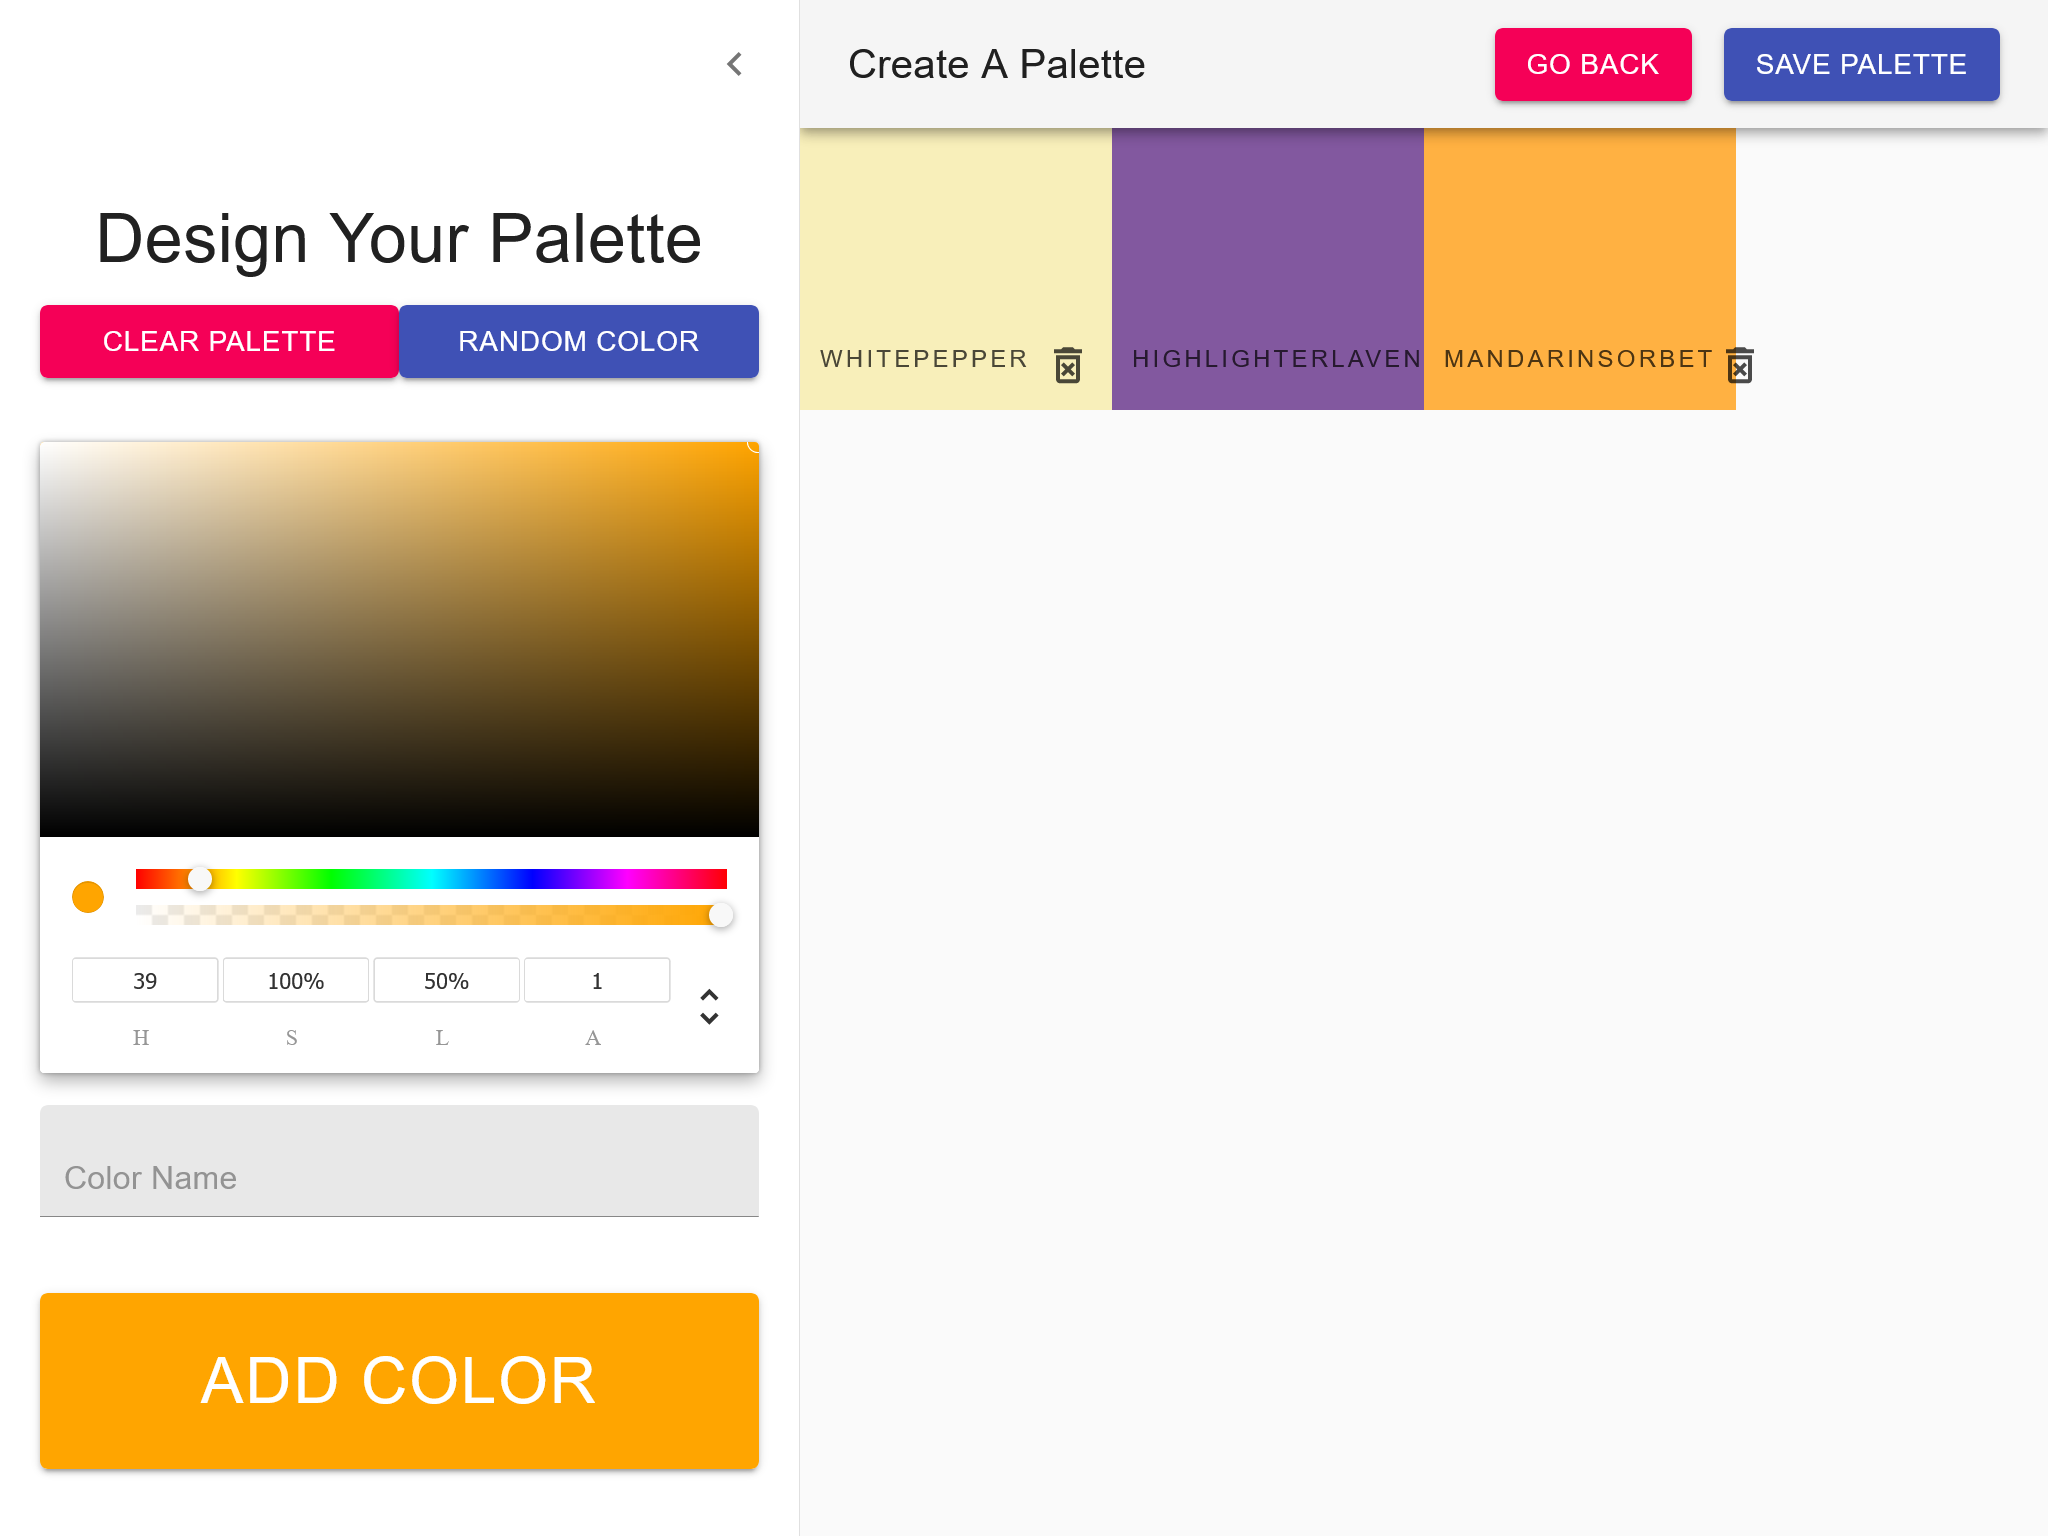 Create A Palette
GO BACK
SAVE PALETTE
Design Your Palette
CLEAR PALETTE
RANDOM COLOR
WHITEPEPPER
HIGHLIGHTERLAVEN
MANDARINSORBET
39
100%
50%
1
H
S
L
A
Color Name
ADD COLOR